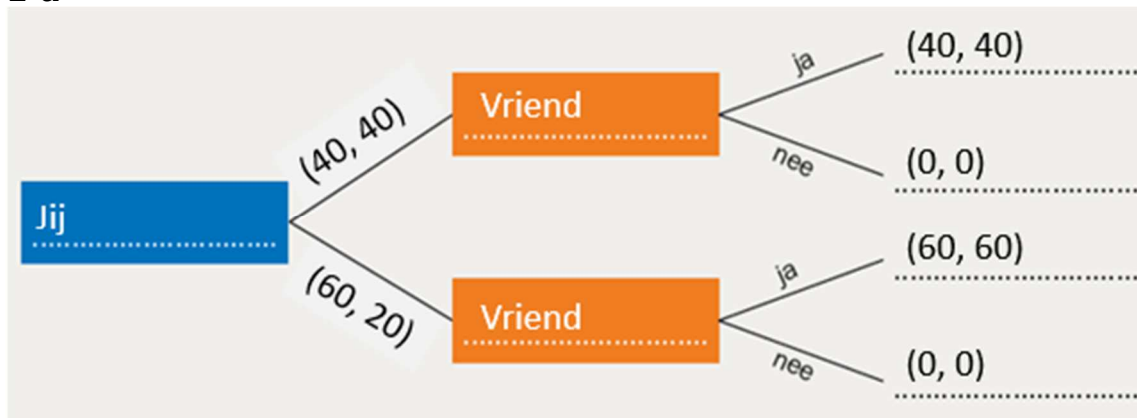 Jij
(40, 40)
(60, 20)
Vriend
Vriend
ja
(40, 40)
nee
(0, 0)
ja
(60, 60)
nee
(0, 0)